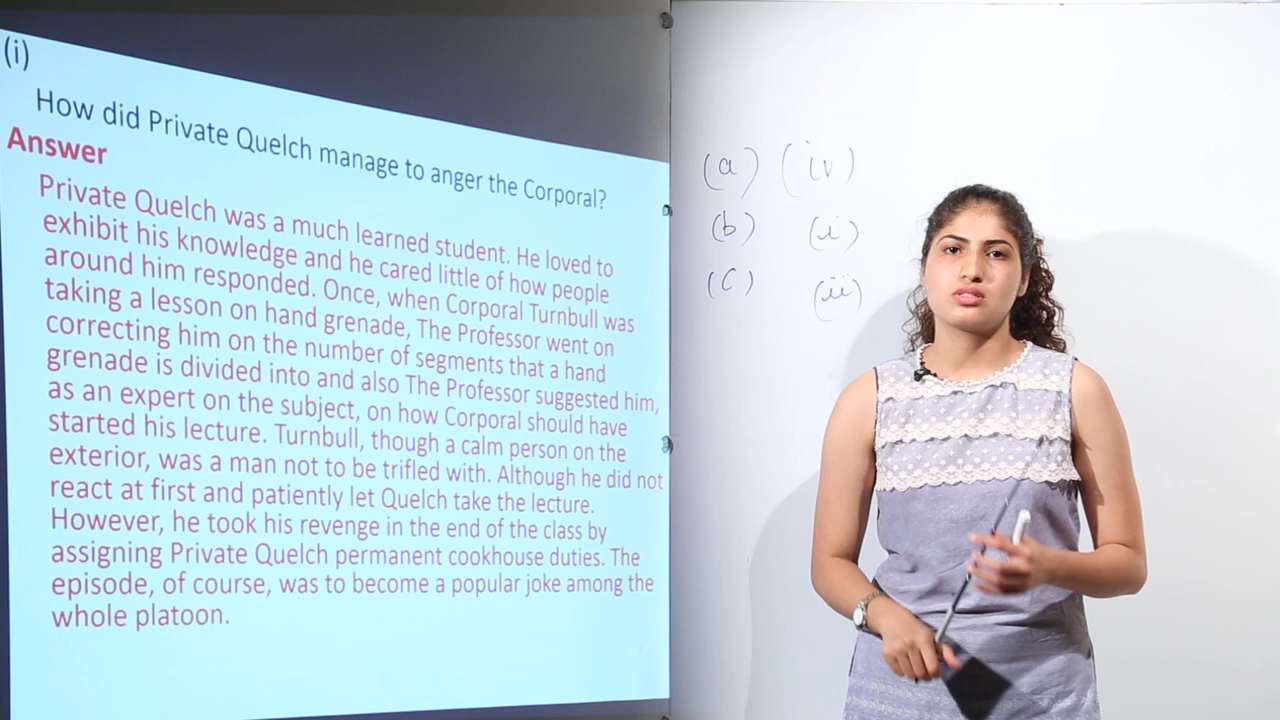 (i)
How did Private Quelch manage to anger the Corporal?
Answer
Private Quelch was a much learned student. He loved to
exhibit his knowledge and he cared little of how people
around him responded. Once, when Corporal Turnbull was
taking a lesson on hand grenade, The Professor went on
correcting him on the number of segments that a hand
grenade is divided into and also The Professor suggested him,
as an expert on the subject, on how Corporal should have
started his lecture. Turnbull, though a calm person on the
exterior, was a man not to be trifled with. Although he did not
react at first and patiently let Quelch take the lecture.
However, he took his revenge in the end of the class by
assigning Private Quelch permanent cookhouse duties. The
episode, of course, was to become a popular joke among the
whole platoon.
(a) (iv)
(b) (i)
(c) (iii)